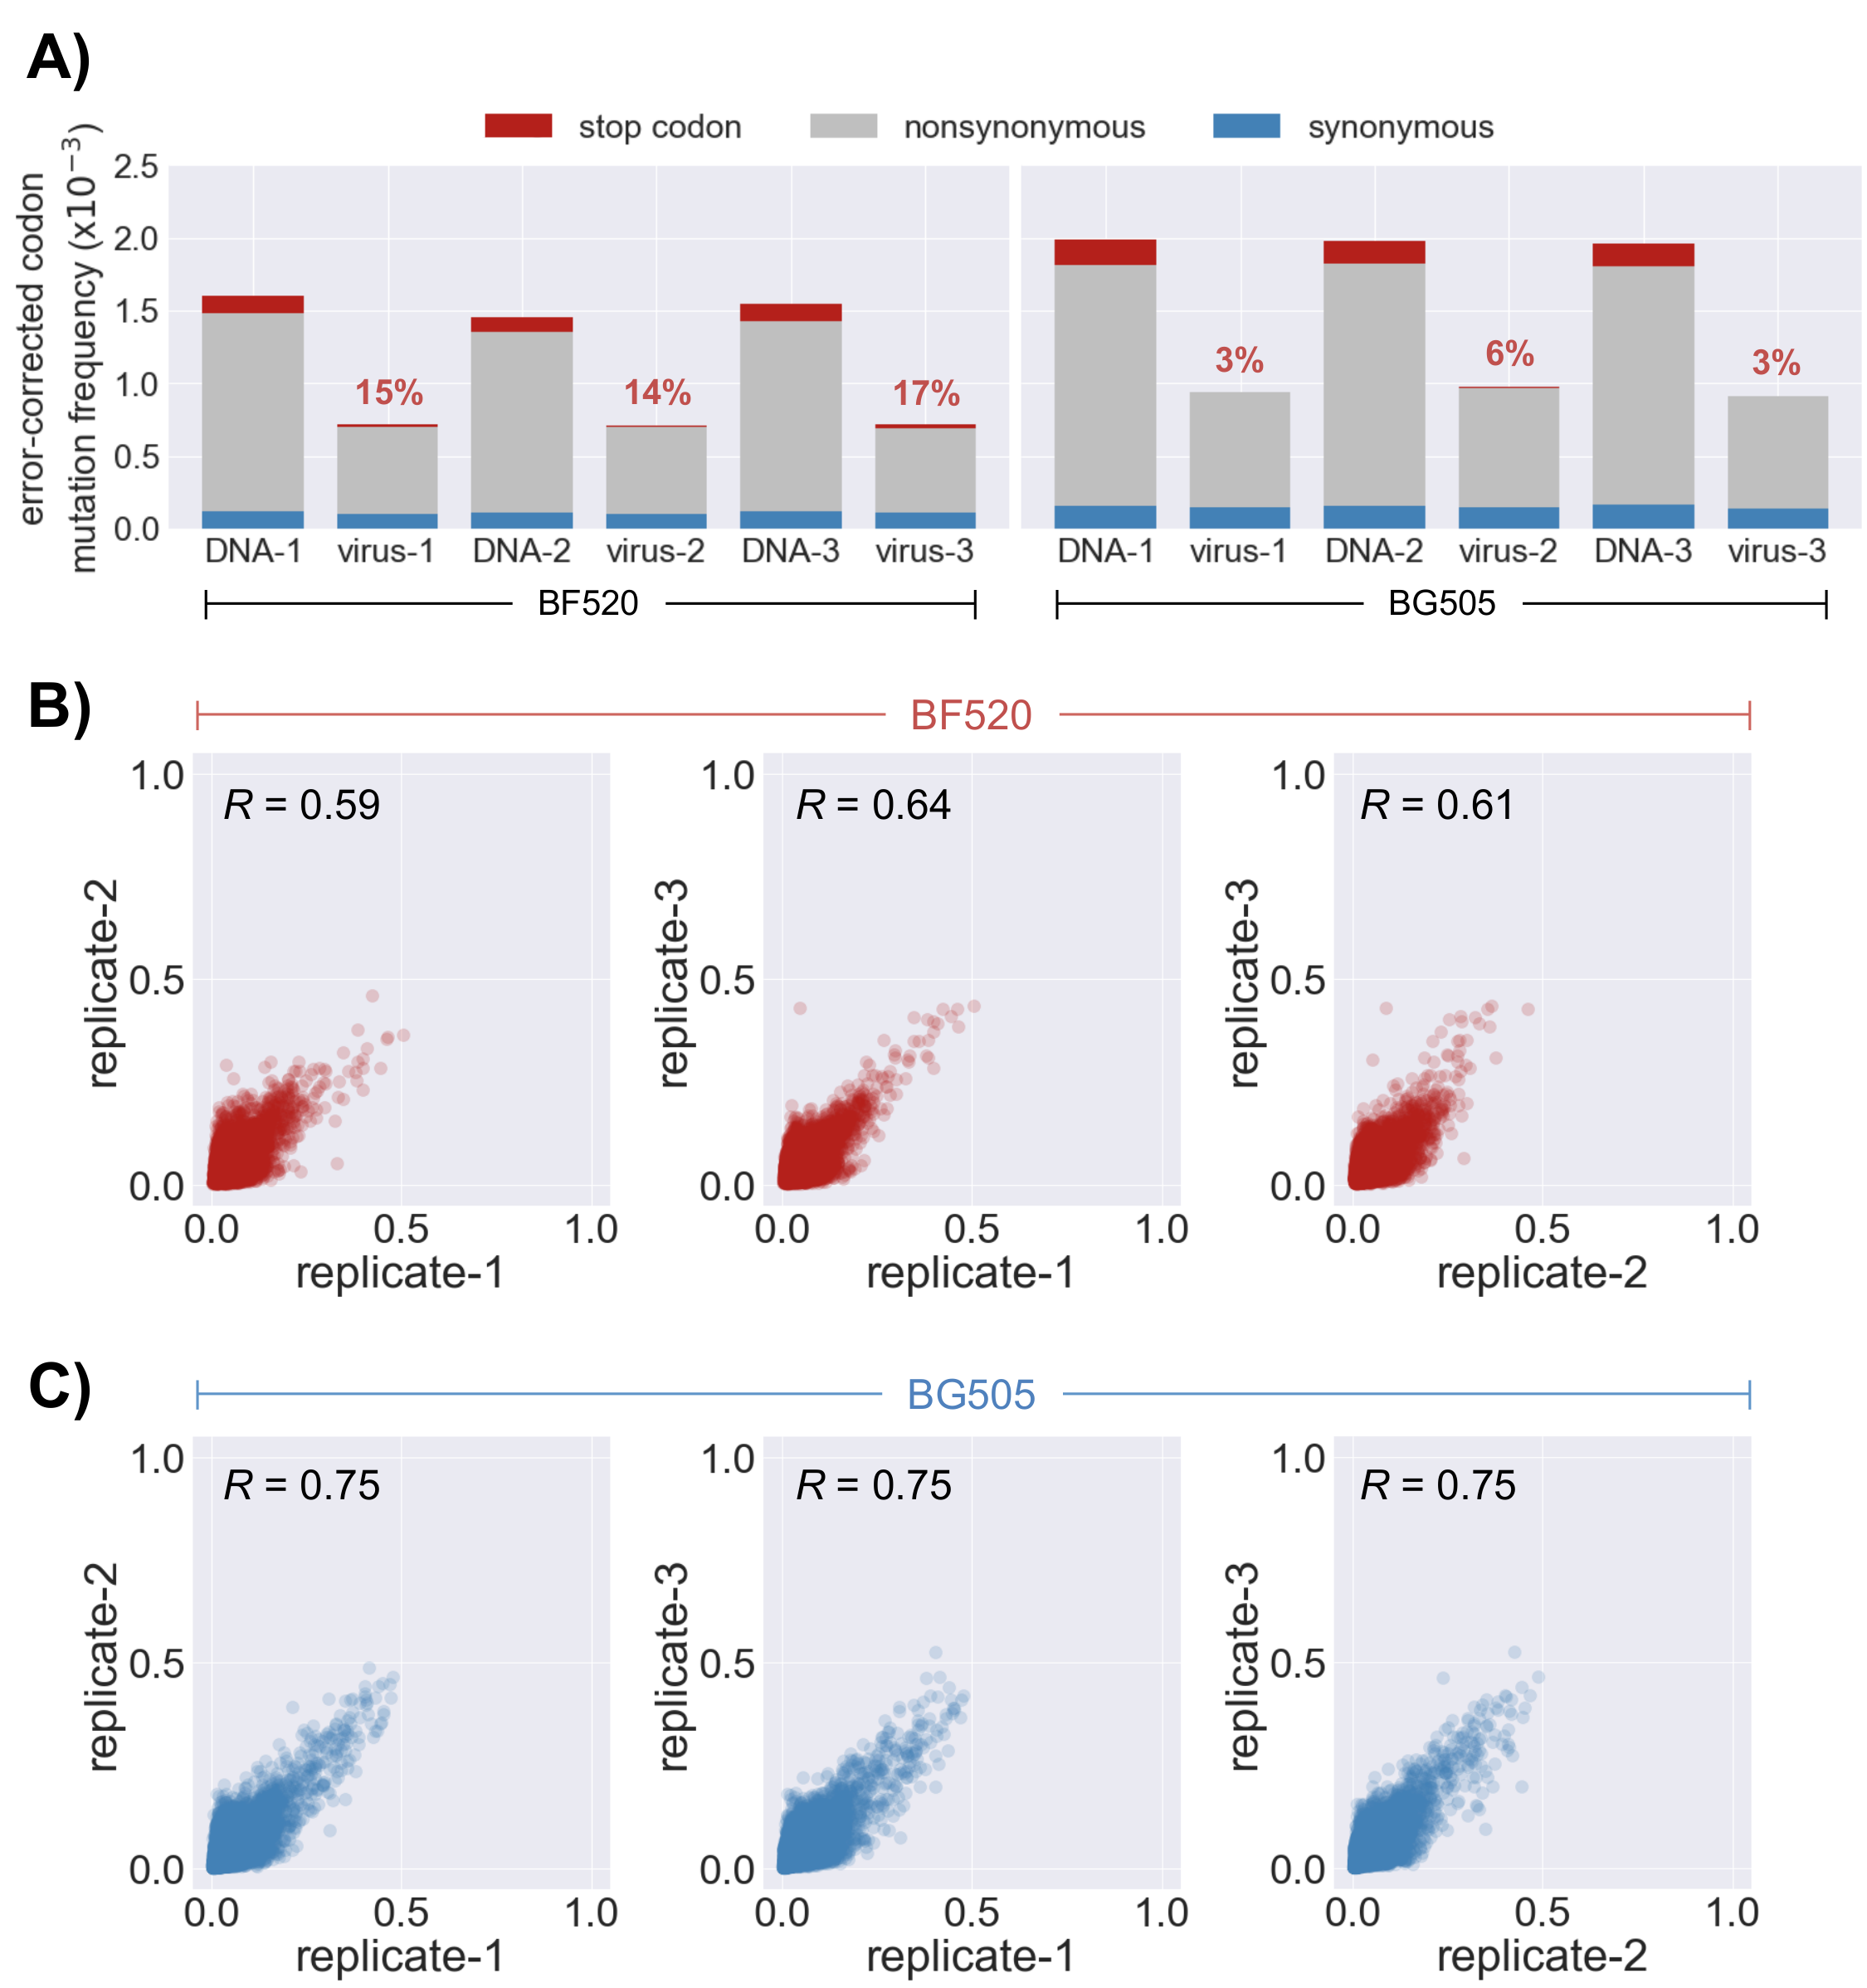 A)
stop codon nonsynonymous synonymous
error-corrected codon
mutation frequency (x10⁻³)
2.5
2.0
1.5
1.0
0.5
0.0
15% 14% 17% 3% 6% 3%
DNA-1 virus-1 DNA-2 virus-2 DNA-3 virus-3 DNA-1 virus-1 DNA-2 virus-2 DNA-3 virus-3
BF520 BG505
B)
BF520
R = 0.59
replicate-2
1.0
0.5
0.0
0.0 0.5 1.0
replicate-1
R = 0.64
replicate-3
1.0
0.5
0.0
0.0 0.5 1.0
replicate-1
R = 0.61
replicate-3
1.0
0.5
0.0
0.0 0.5 1.0
replicate-2
C)
BG505
R = 0.75
replicate-2
1.0
0.5
0.0
0.0 0.5 1.0
replicate-1
R = 0.75
replicate-3
1.0
0.5
0.0
0.0 0.5 1.0
replicate-1
R = 0.75
replicate-3
1.0
0.5
0.0
0.0 0.5 1.0
replicate-2